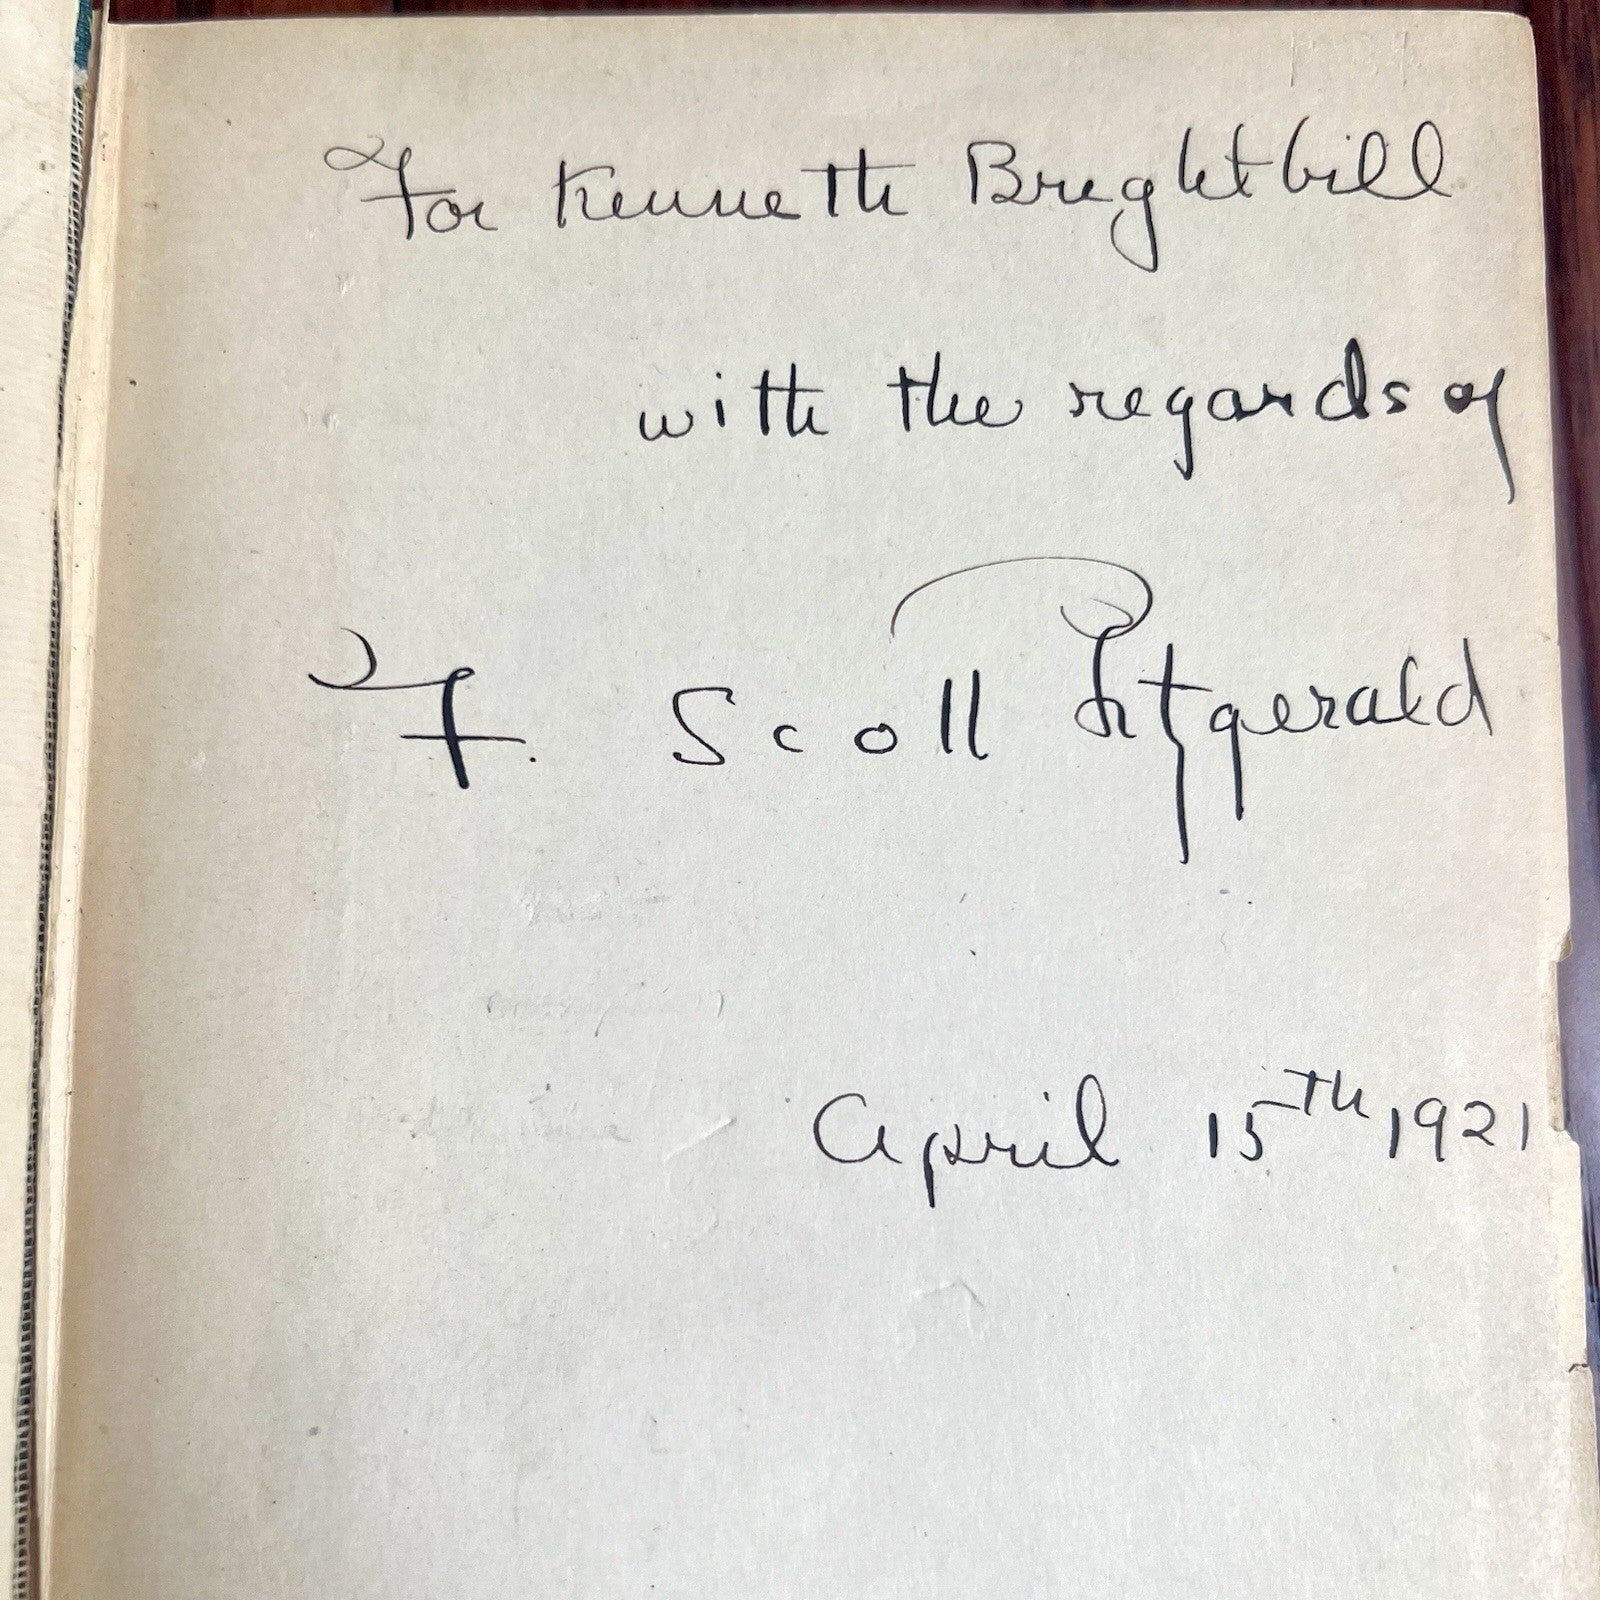 For Kenneth Brightbill
with the regards of
F. Scott Fitzgerald
April 15th 1921